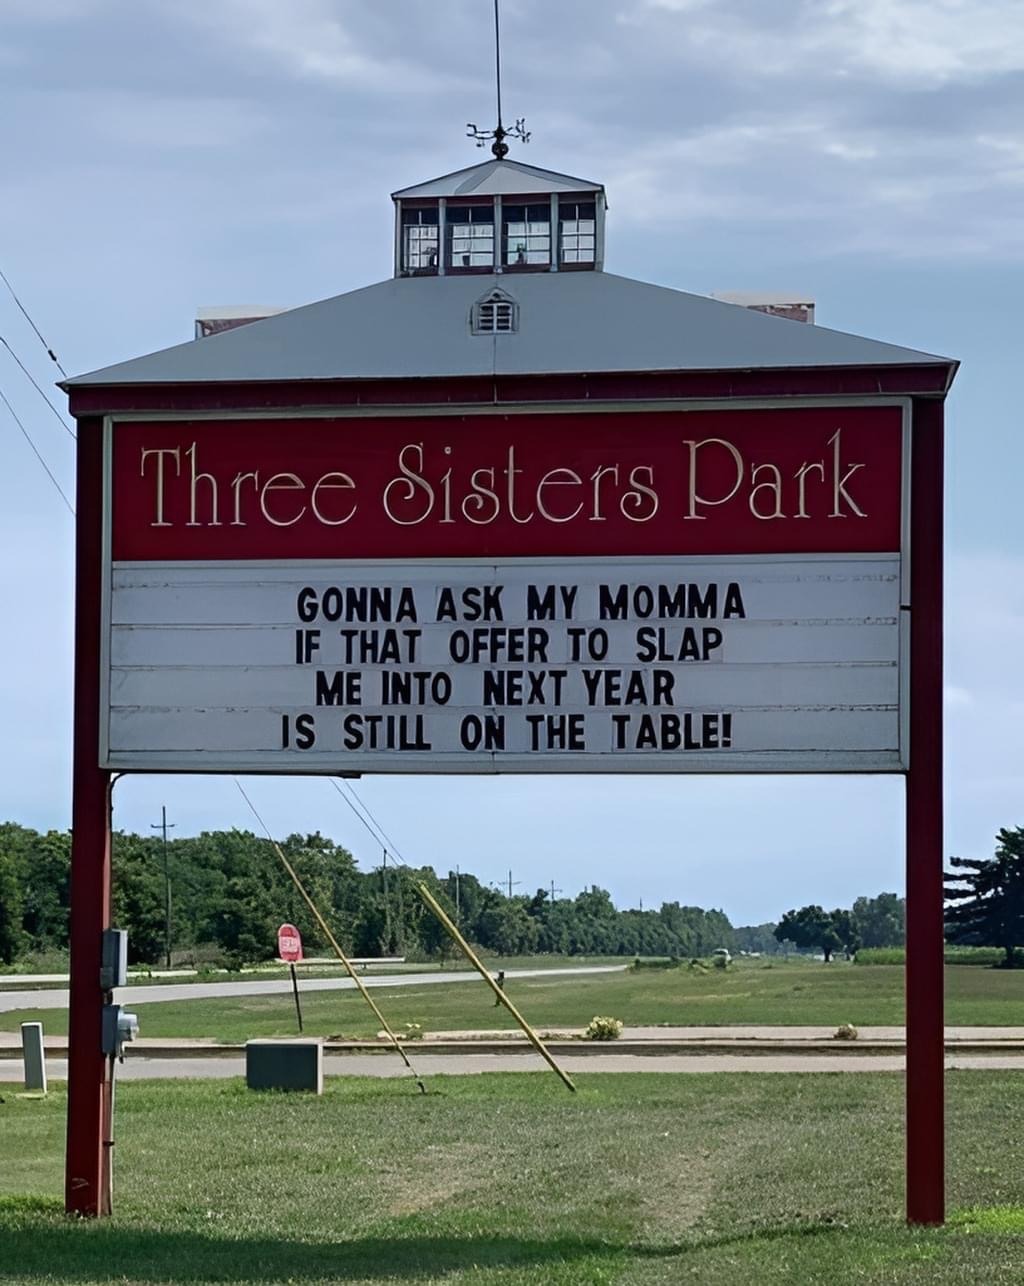 Three Sisters Park
GONNA ASK MY MOMMA
IF THAT OFFER TO SLAP
ME INTO NEXT YEAR
IS STILL ON THE TABLE!